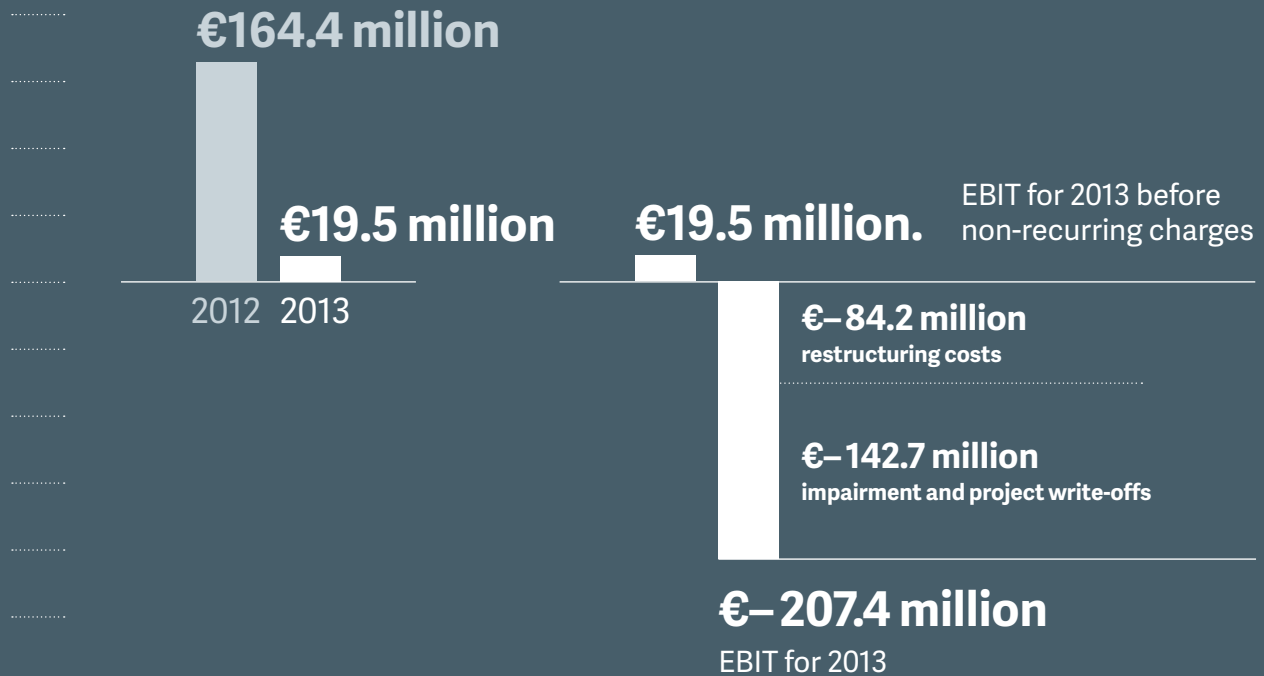 €164.4 million
€19.5 million
2012 2013
€19.5 million.
EBIT for 2013 before
non-recurring charges
€–84.2 million
restructuring costs
€–142.7 million
impairment and project write-offs
€–207.4 million
EBIT for 2013